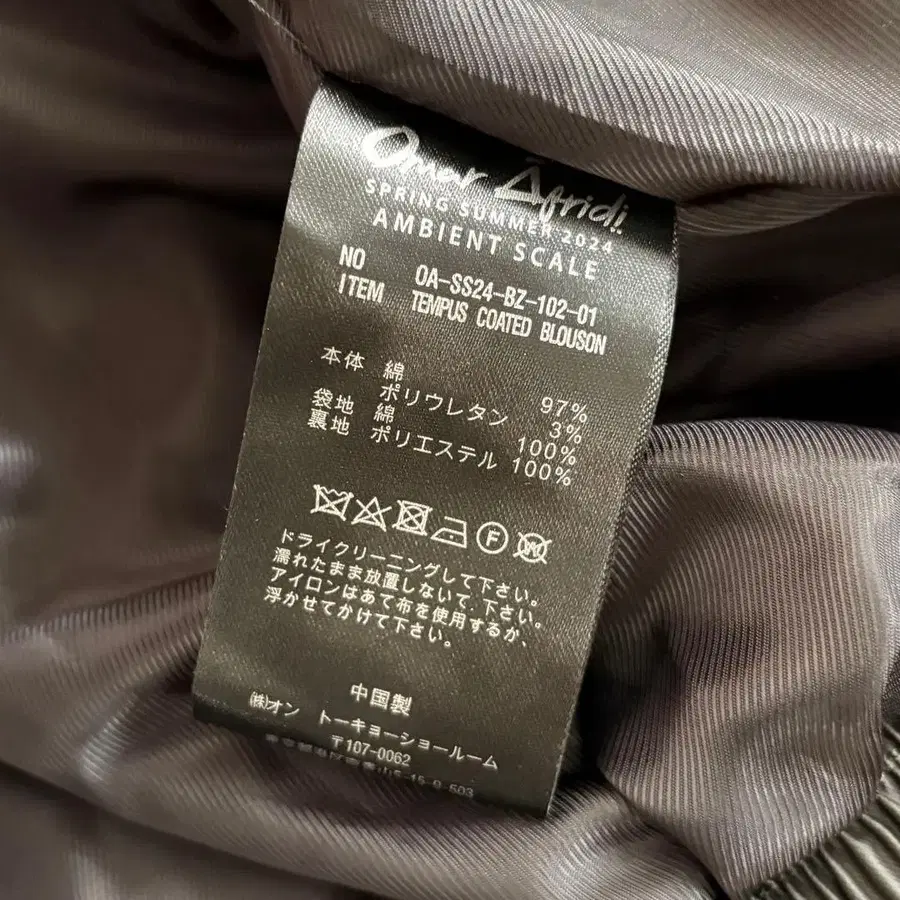 Omar Afridi
SPRING SUMMER 2024
AMBIENT SCALE
NO OA-SS24-BZ-102-01
ITEM TEMPUS COATED BLOUSON
本体 綿 97%
ポリウレタン 3%
袋地 綿 100%
裏地 ポリエステル 100%
F
W
ドライクリーニングして下さい。
濡れたまま放置しないで下さい。
アイロンはあて布を使用するか、
浮かせてかけて下さい。
中国製
㈱オン トーキョーショールーム
〒107-0062